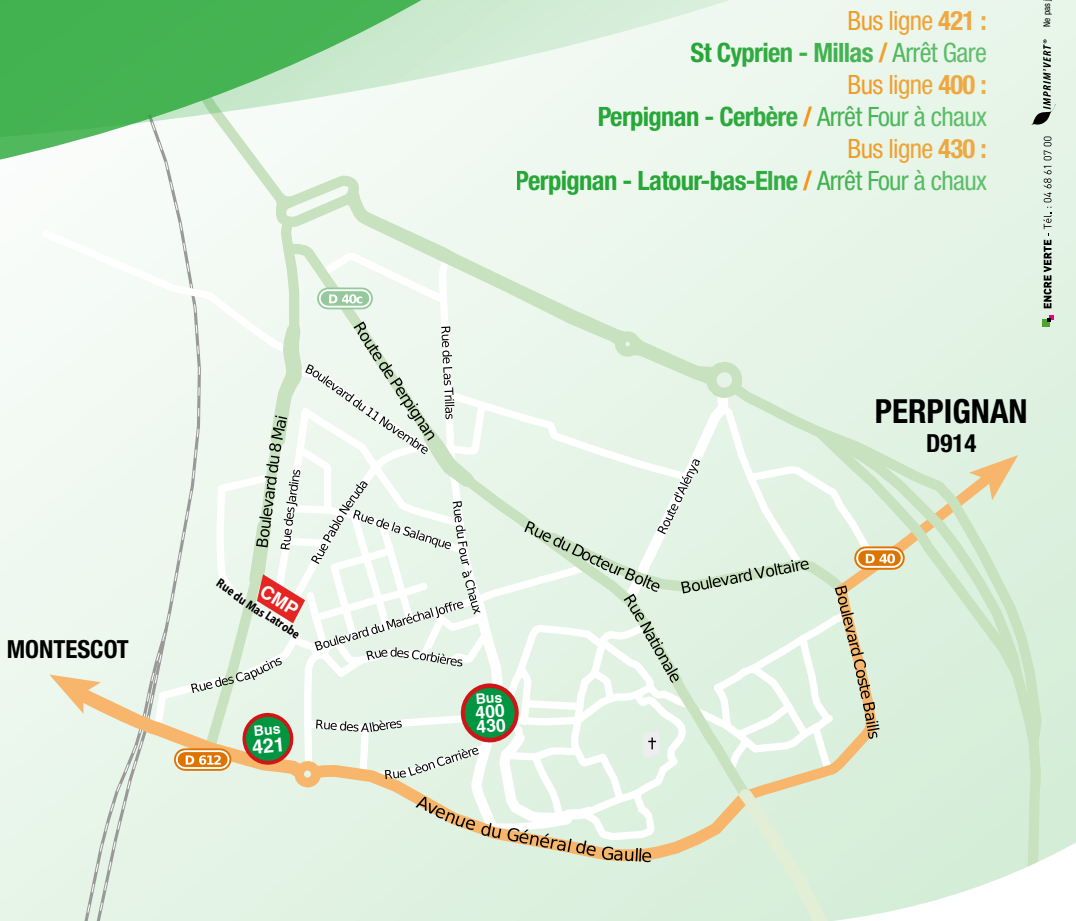 Bus ligne 421 :
St Cyprien - Millas / Arrêt Gare
Bus ligne 400 :
Perpignan - Cerbère / Arrêt Four à chaux
Bus ligne 430 :
Perpignan - Latour-bas-Elne / Arrêt Four à chaux
ENCRE VERTE - Tél. : 04 68 61 07 00
IMPRIM'VERT®
Ne pas
D 40c
Route de Perpignan
Rue de Las Trillas
Boulevard du 11 Novembre
PERPIGNAN
D914
Boulevard du 8 Mai
Rue des Jardins
Rue Pablo Neruda
Rue de la Salanque
Rue du Four à Chaux
Route d'Alénya
Rue du Docteur Bolte
Boulevard Voltaire
D 40
CMP
Rue du Mas Latrobe
Boulevard du Maréchal Joffre
Rue des Corbières
Rue Nationale
Boulevard Coste Baills
MONTESCOT
Rue des Capucins
Rue des Albères
Bus
400
430
Bus
421
D 612
Rue Lèon Carrière
Avenue du Général de Gaulle